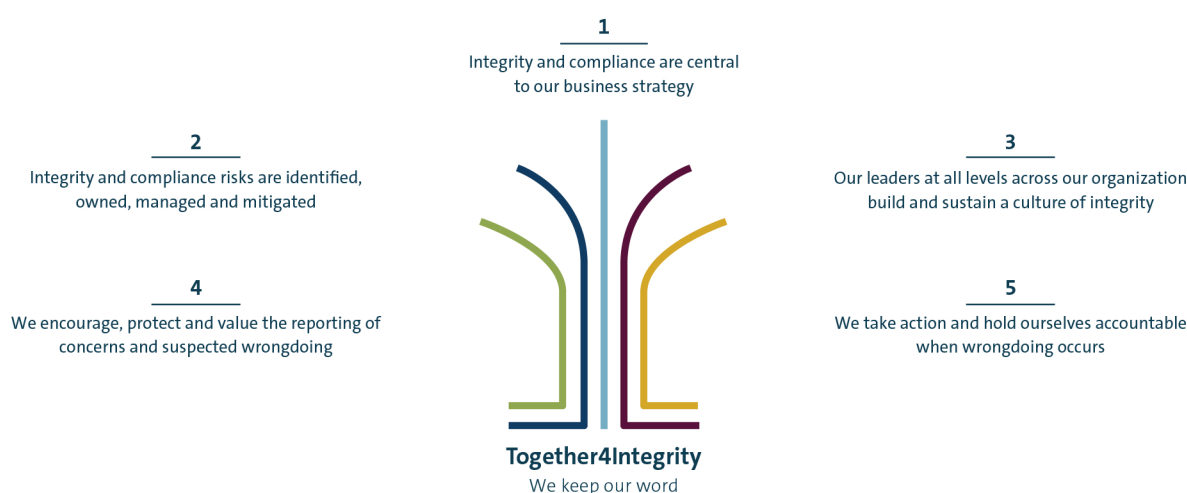 1
Integrity and compliance are central
to our business strategy
2
Integrity and compliance risks are identified,
owned, managed and mitigated
3
Our leaders at all levels across our organization
build and sustain a culture of integrity
4
We encourage, protect and value the reporting of
concerns and suspected wrongdoing
5
We take action and hold ourselves accountable
when wrongdoing occurs
Together4Integrity
We keep our word